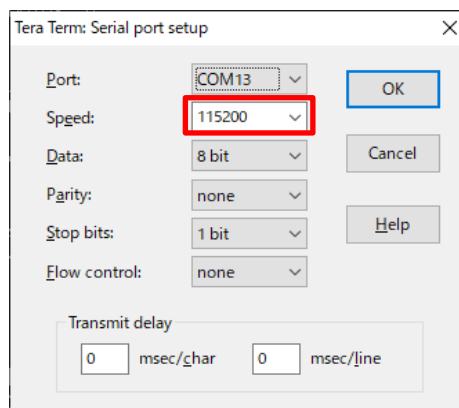 Tera Term: Serial port setup
Port: COM13
OK
Speed: 115200
Data: 8 bit
Cancel
Parity: none
Stop bits: 1 bit
Help
Flow control: none
Transmit delay
0 msec/char 0 msec/line